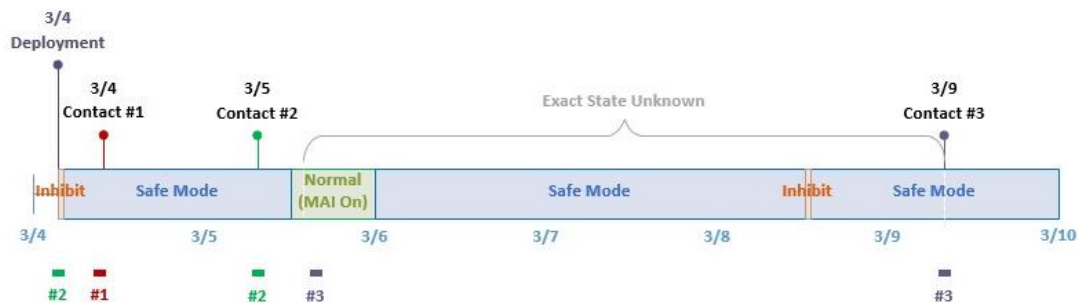 3/4
Deployment
3/4
Contact #1
3/5
Contact #2
Exact State Unknown
3/9
Contact #3
Inhibit
Safe Mode
Normal
(MAI On)
Safe Mode
Inhibit
Safe Mode
3/4
3/5
3/6
3/7
3/8
3/9
3/10
#2
#1
#2
#3
#3